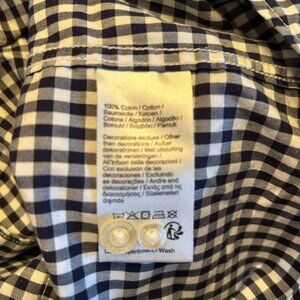 100% Coton / Cotton /
Baumwolle / Katoen /
Cotone / Algodón / Algodão /
Bomuld / Βαμβάκι / Pamuk
Décorations exclues / Other
than decorations / Außer
dekorationen / Met uitsluiting
van de versieringen /
All'infuori delle decorazioni /
Con exclusión de las
decoraciones / Excluindo
as decorações / Andre end
dekorationer / Εκτός από τις
διακοσμήσεις / Süslemeleri
dışında
/ Wash